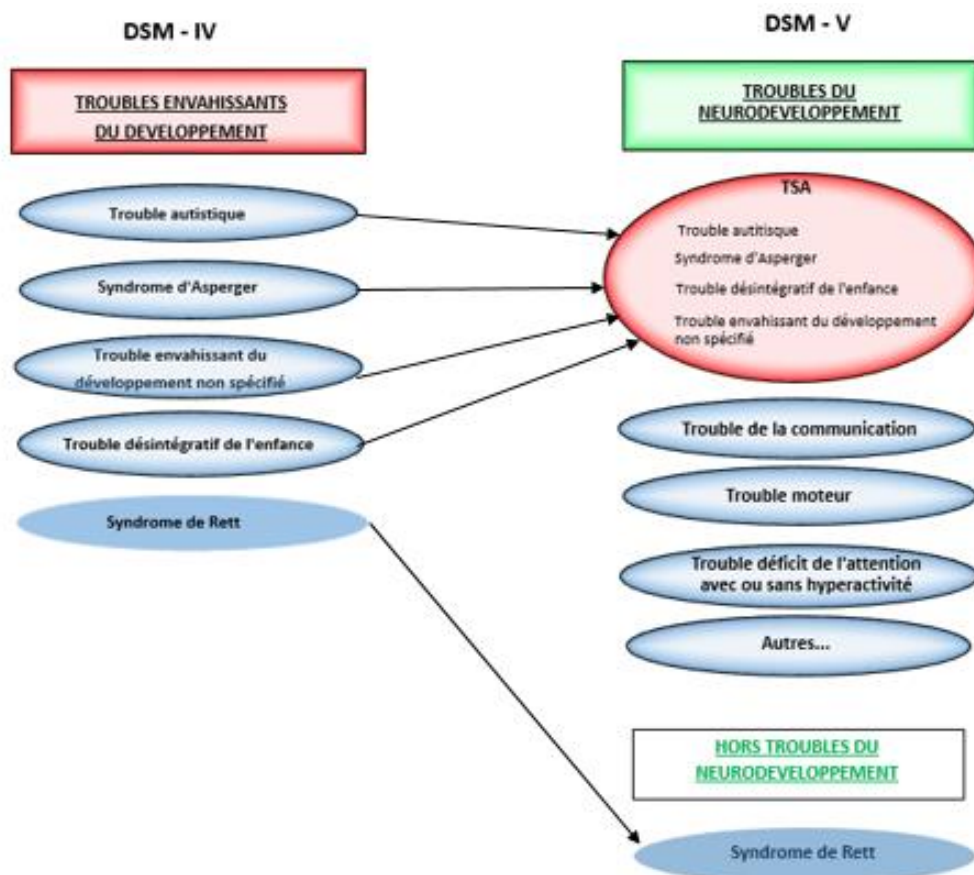 DSM - IV
TROUBLES ENVAHISSANTS
DU DEVELOPPEMENT
Trouble autistique
Syndrome d'Asperger
Trouble envahissant du
développement non spécifié
Trouble désintégratif de l'enfance
Syndrome de Rett
DSM - V
TROUBLES DU
NEURODEVELOPPEMENT
TSA
Trouble autitisque
Syndrome d'Asperger
Trouble désintégratif de l'enfance
Trouble envahissant du développement
non spécifié
Trouble de la communication
Trouble moteur
Trouble déficit de l'attention
avec ou sans hyperactivité
Autres...
HORS TROUBLES DU
NEURODEVELOPPEMENT
Syndrome de Rett